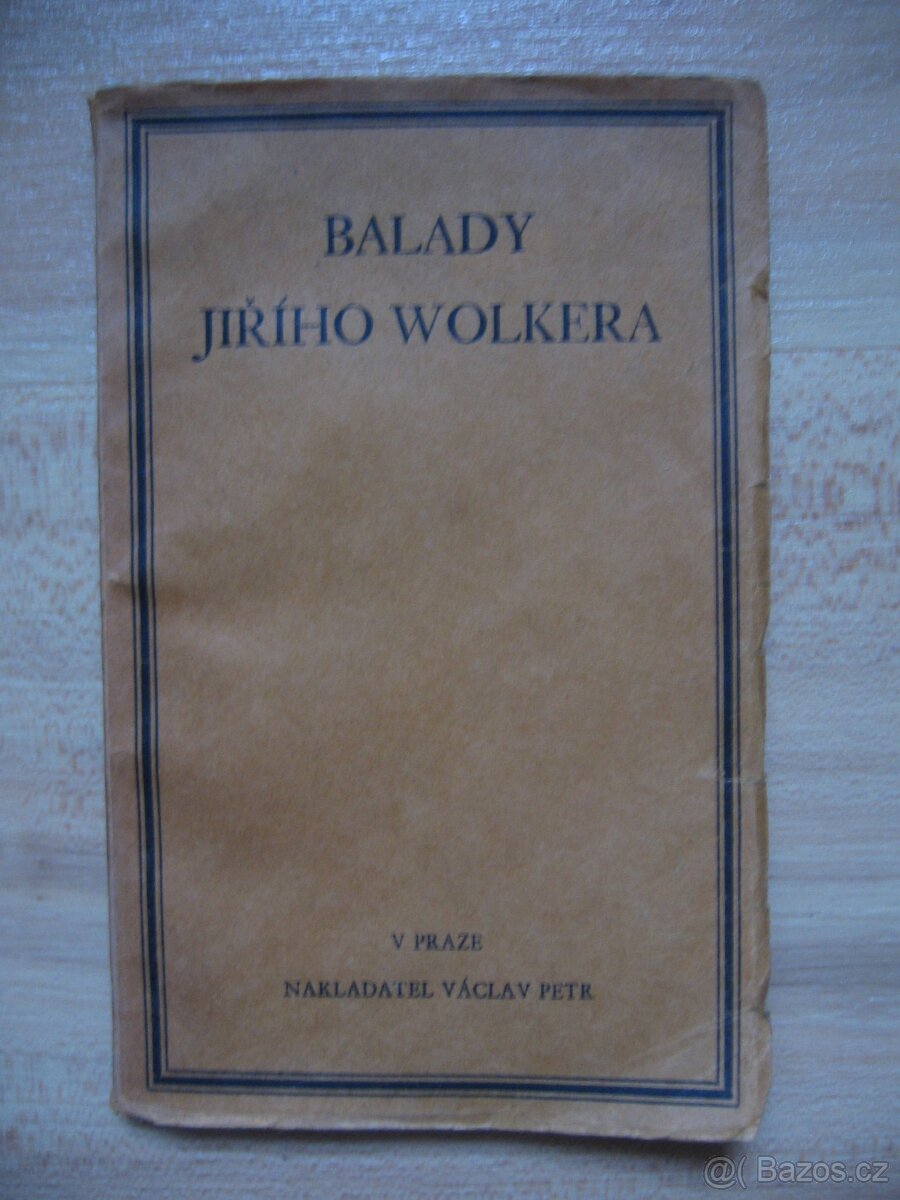 BALADY
JIŘÍHO WOLKERA
V PRAZE
NAKLADATEL VÁCLAV PETR
@( Bazos.cz